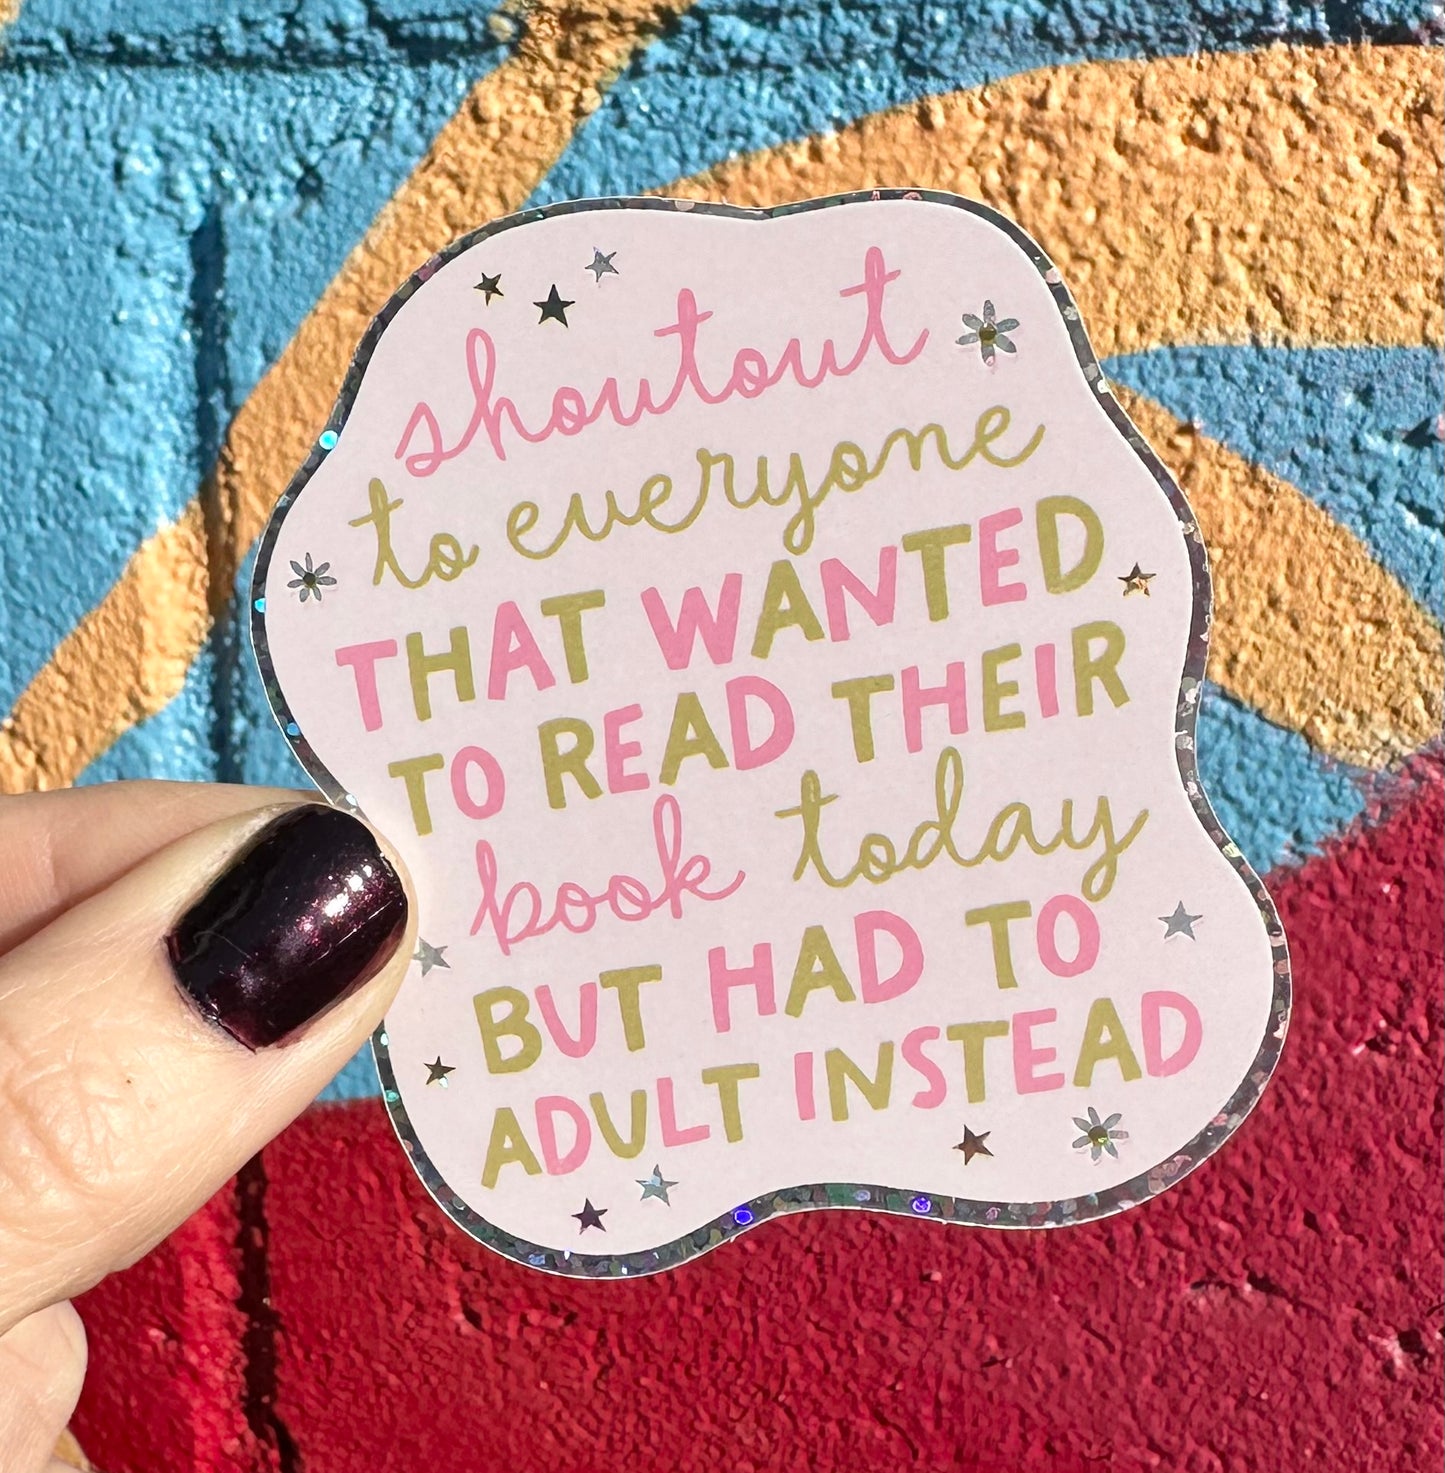 shoutout
to everyone
THAT WANTED
TO READ THEIR
book today
BUT HAD TO
ADULT INSTEAD